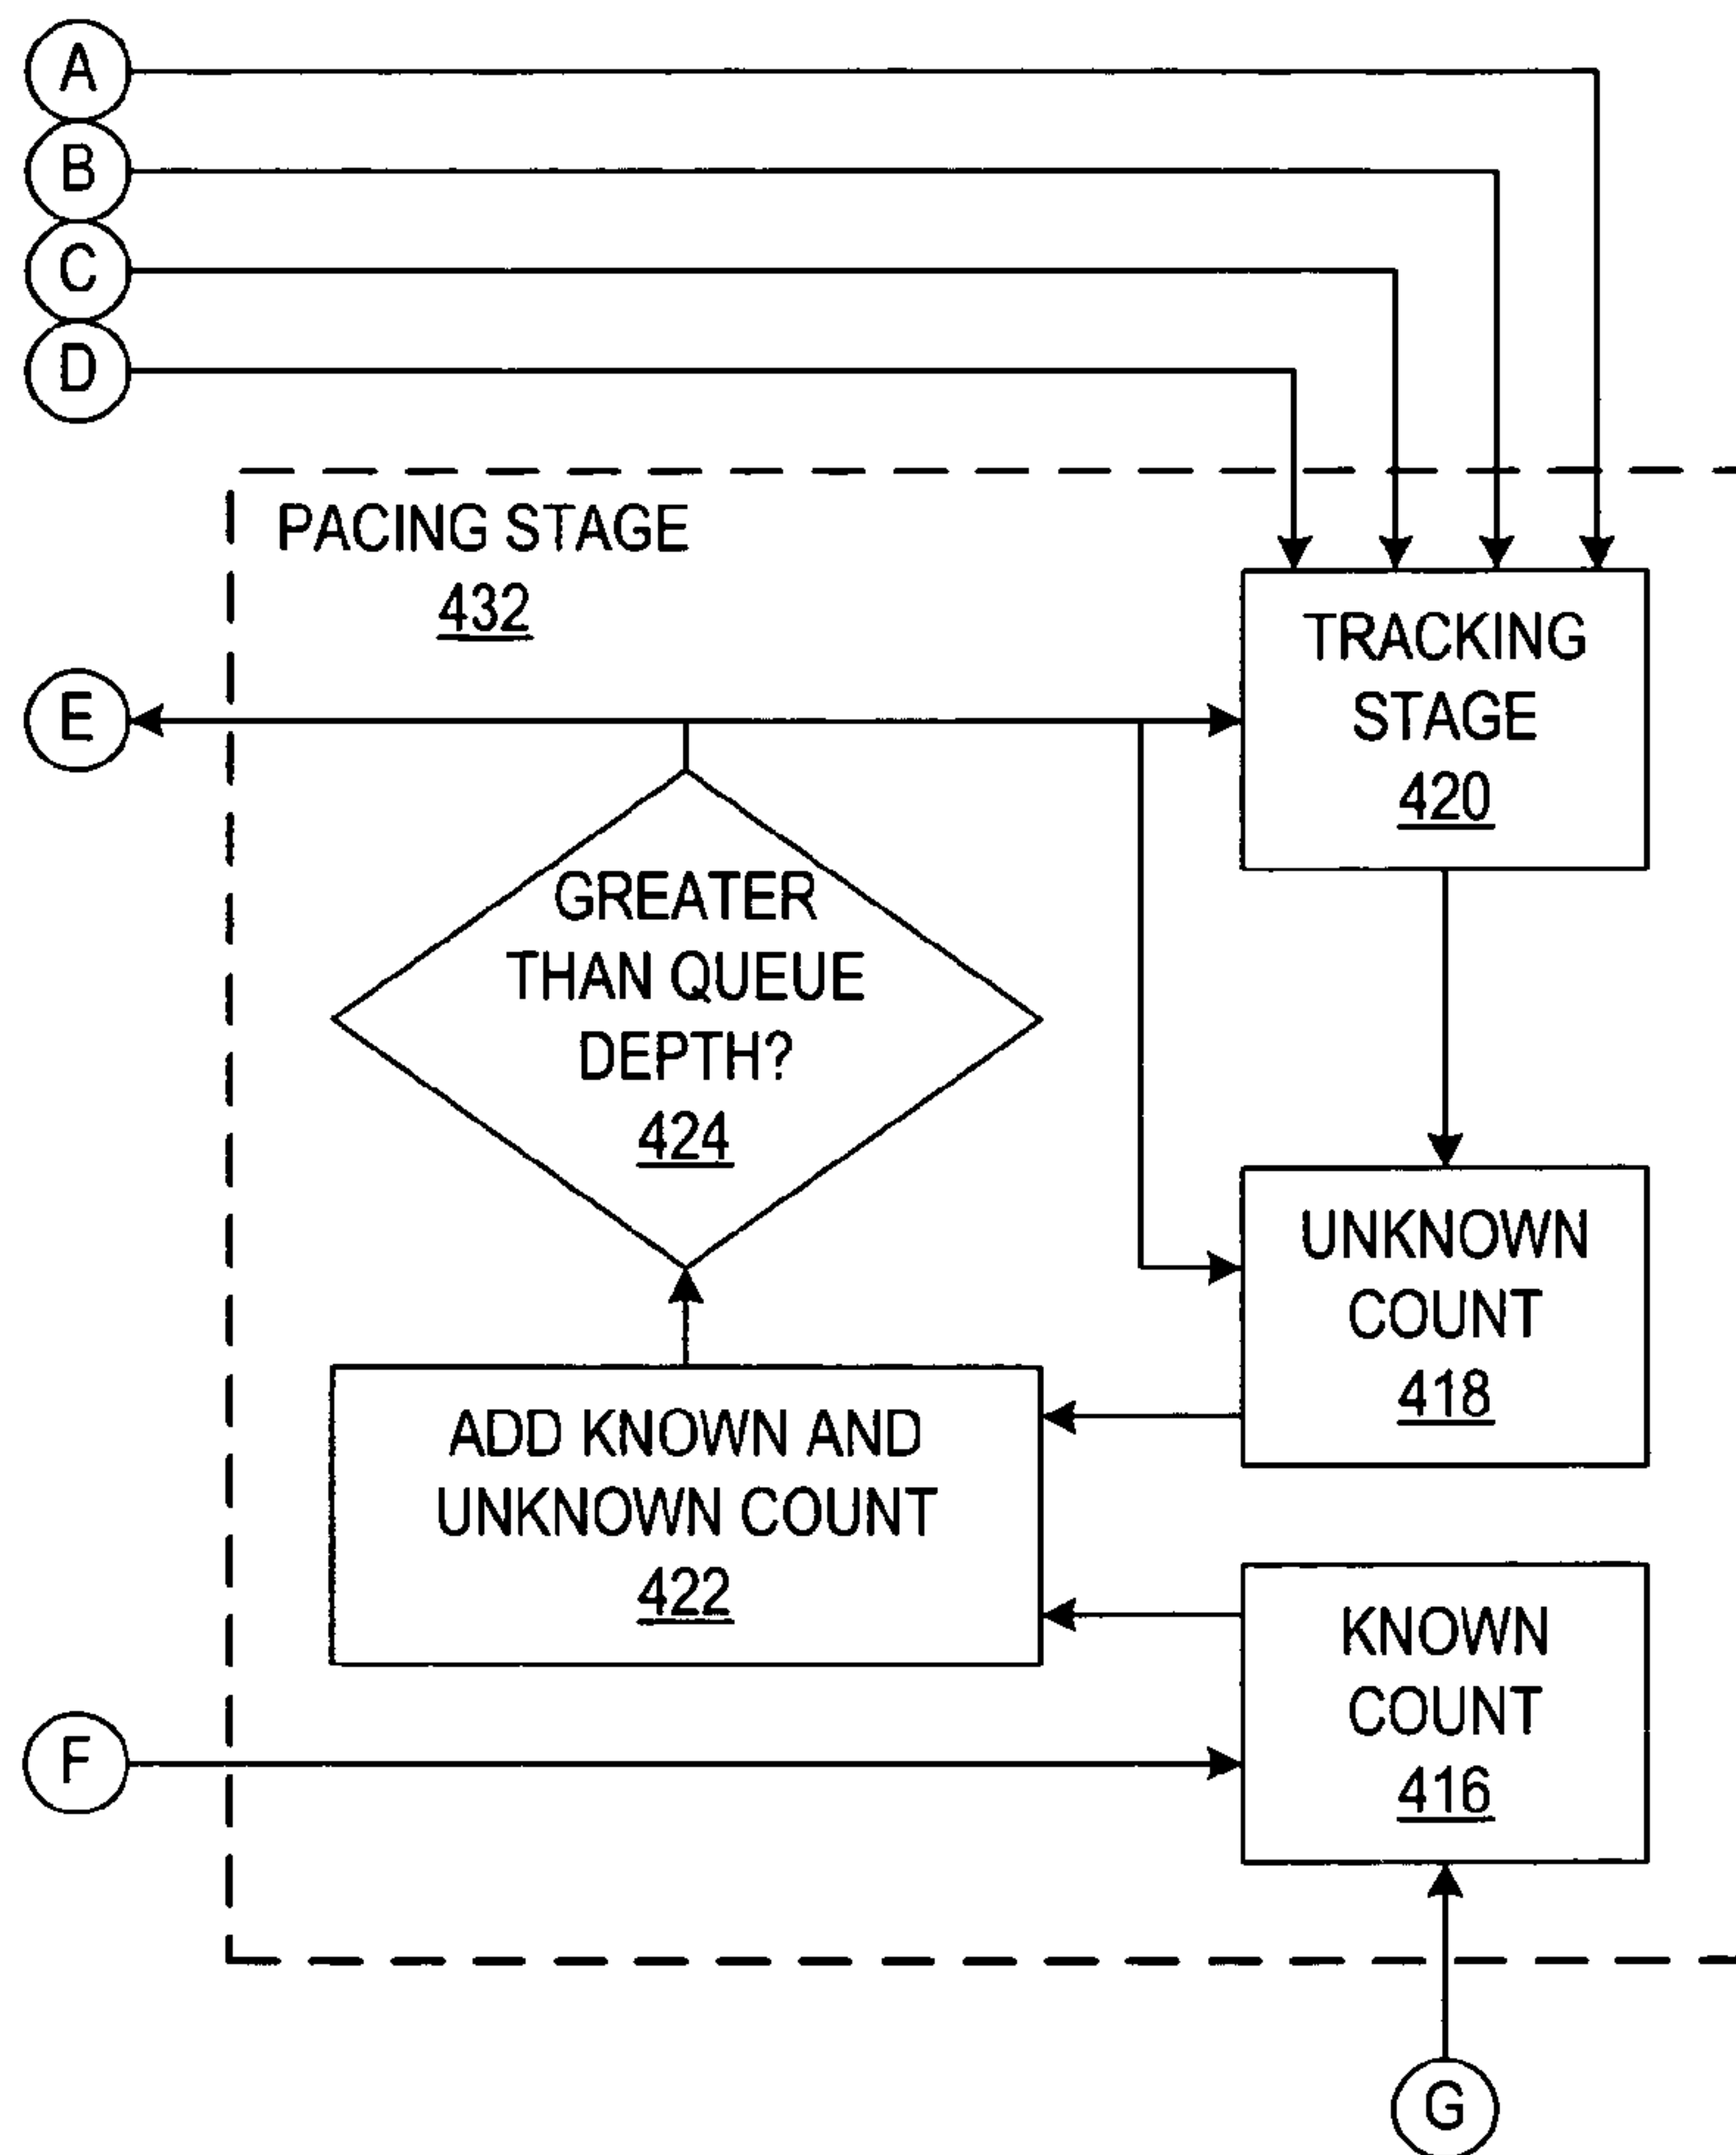 A
B
C
D
PACING STAGE
432
TRACKING
STAGE
420
E
GREATER
THAN QUEUE
DEPTH?
424
UNKNOWN
COUNT
418
ADD KNOWN AND
UNKNOWN COUNT
422
KNOWN
COUNT
416
F
G